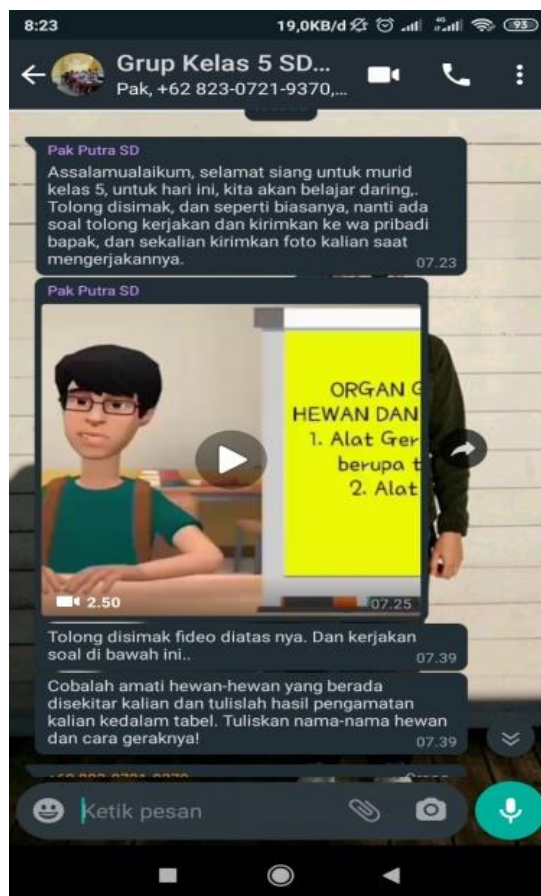 8:23
19,0KB/d
4G
93
Grup Kelas 5 SD...
Pak, +62 823-0721-9370,...
Pak Putra SD
Assalamualaikum, selamat siang untuk murid
kelas 5, untuk hari ini, kita akan belajar daring,.
Tolong disimak, dan seperti biasanya, nanti ada
soal tolong kerjakan dan kirimkan ke wa pribadi
bapak, dan sekalian kirimkan foto kalian saat
mengerjakannya.
07.23
Pak Putra SD
ORGAN G
HEWAN DAN
1. Alat Ger
berupa t
2. Alat
2.50
07.25
Tolong disimak fideo diatas nya. Dan kerjakan
soal di bawah ini..
07.39
Cobalah amati hewan-hewan yang berada
disekitar kalian dan tulislah hasil pengamatan
kalian kedalam tabel. Tuliskan nama-nama hewan
dan cara geraknya!
07.39
Ketik pesan